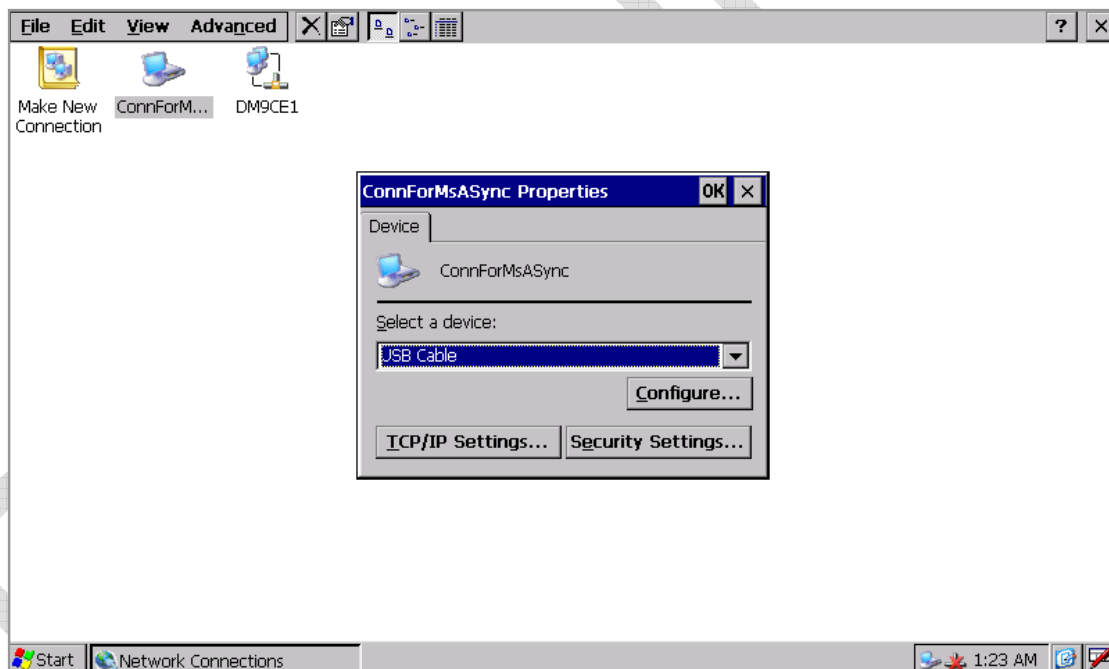 File Edit View Advanced ? X
Make New Connection
ConnForM...
DM9CE1
ConnForMsASync Properties OK
Device
ConnForMsASync
Select a device:
USB Cable
Configure...
TCP/IP Settings...
Security Settings...
Start
Network Connections
1:23 AM